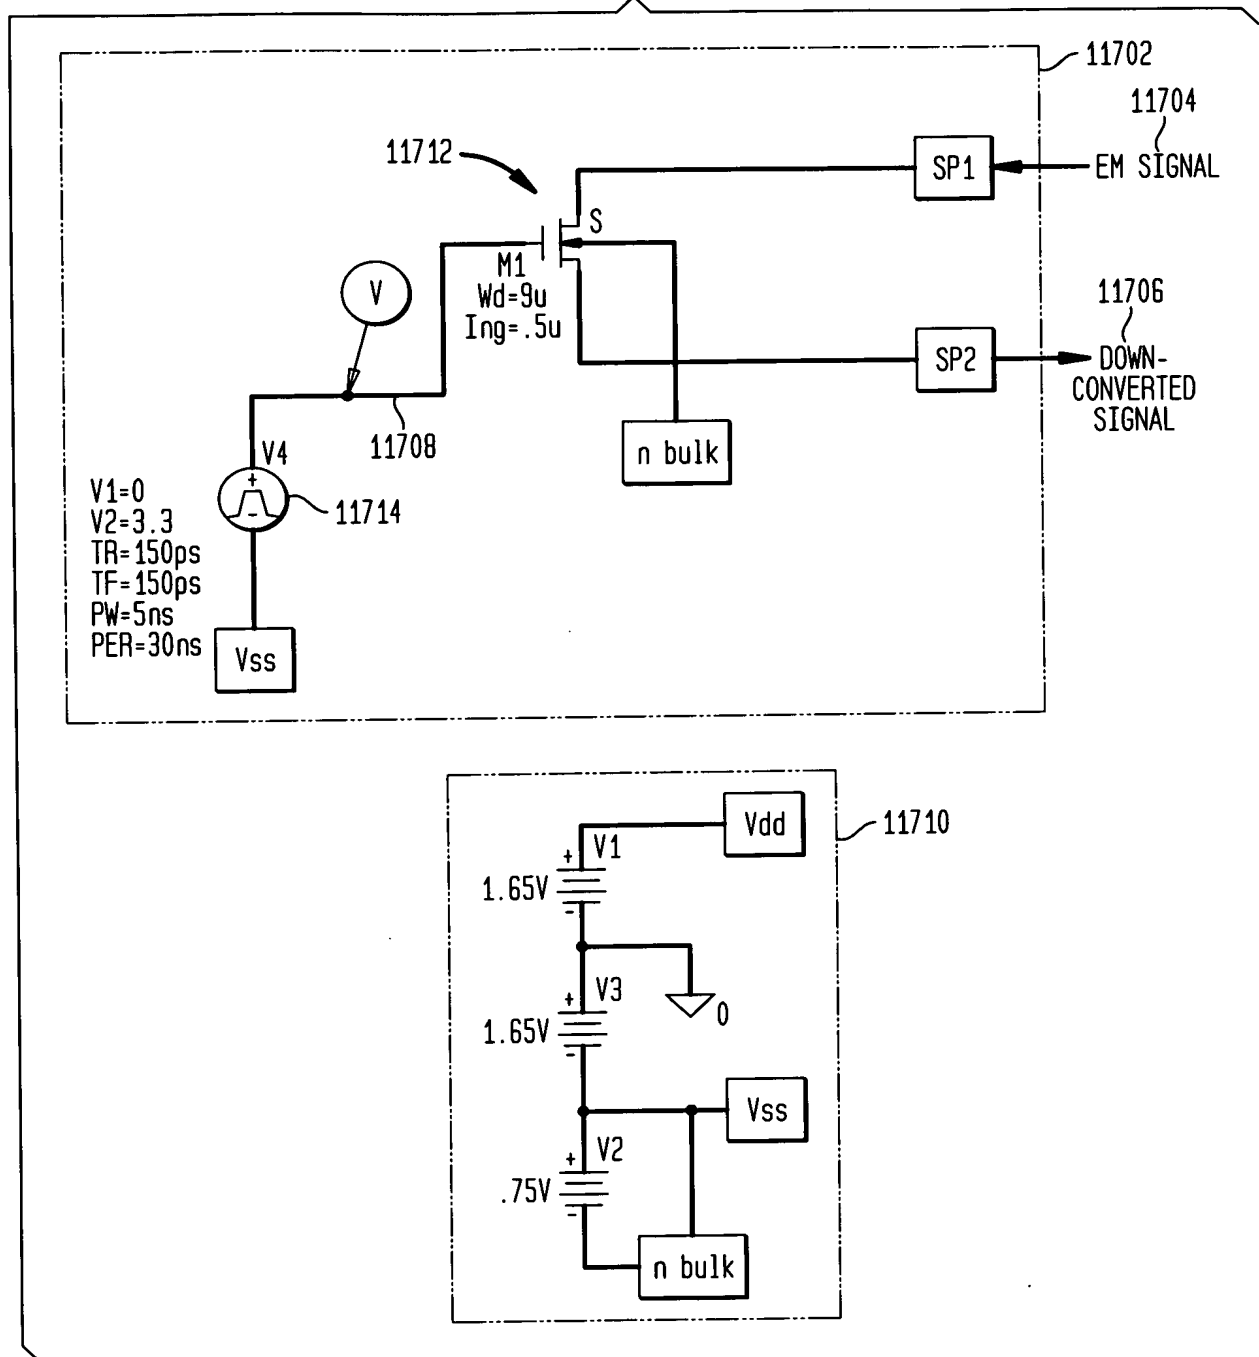 11702
11704
EM SIGNAL
SP1
11712
S
M1
Wd=9u
Ing=.5u
V
11706
SP2
DOWN-
CONVERTED
SIGNAL
11708
n bulk
V4
+
-
11714
V1=0
V2=3.3
TR=150ps
TF=150ps
PW=5ns
PER=30ns
Vss
Vdd
11710
+ V1
1.65V
-
+ V3
0
1.65V
-
Vss
+ V2
.75V
-
n bulk